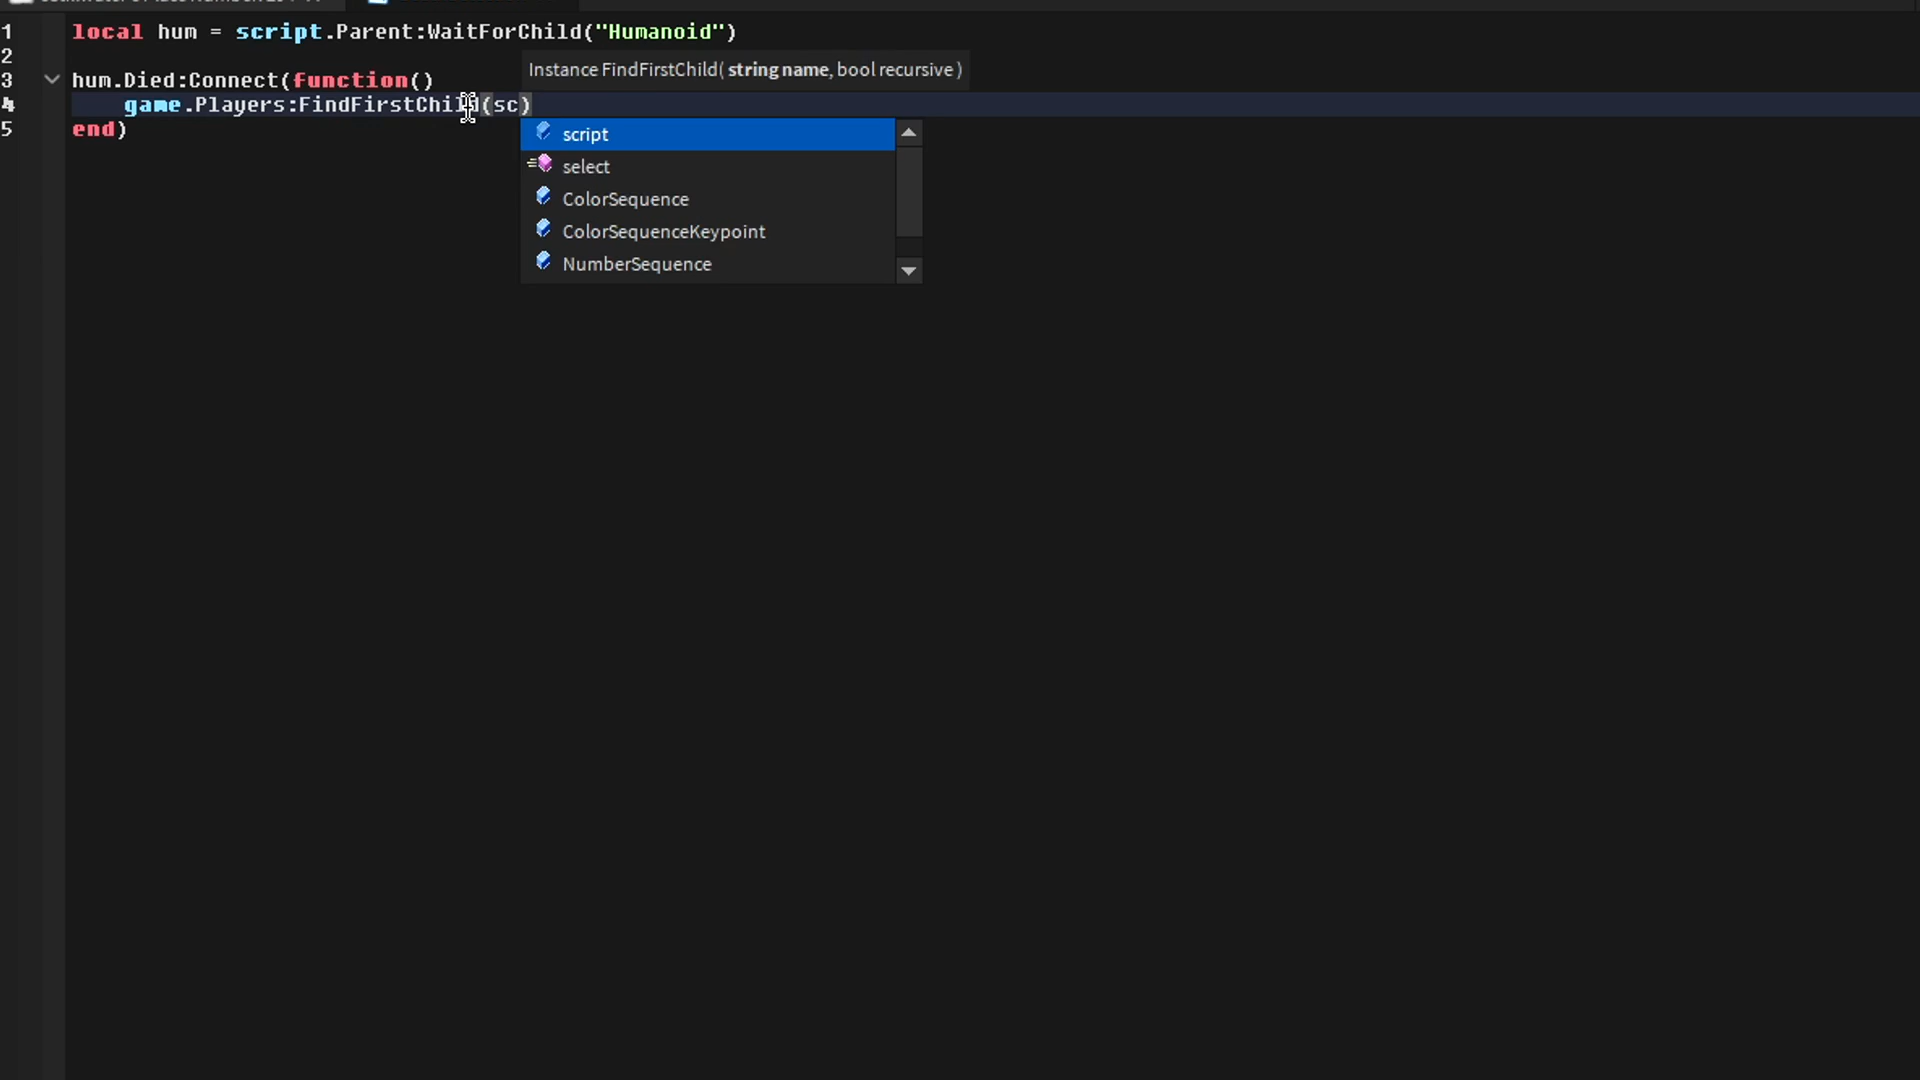 1 local hum = script.Parent:WaitForChild("Humanoid")
2
Instance FindFirstChild( string name, bool recursive )
3 hum.Died:Connect(function()
4 game.Players:FindFirstChild(sc)
5 end)
script
select
ColorSequence
ColorSequenceKeypoint
NumberSequence